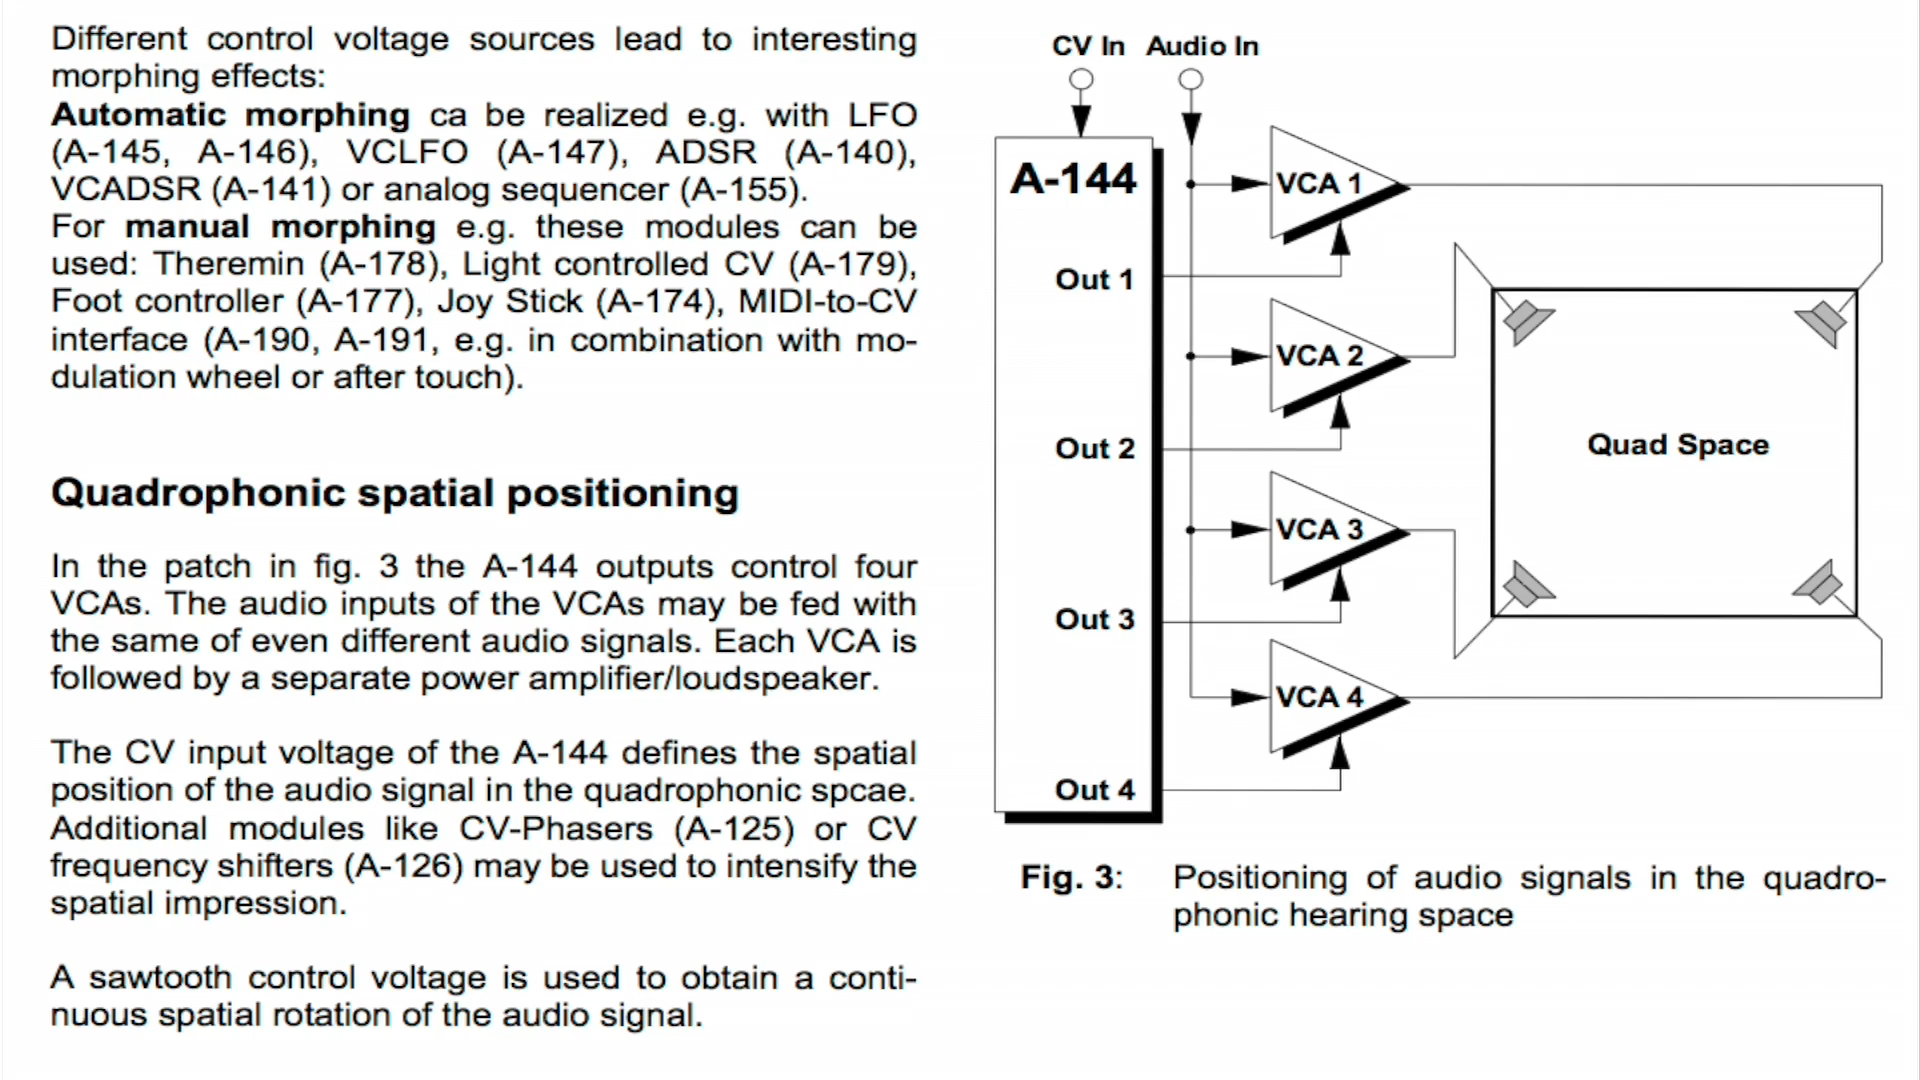 Different control voltage sources lead to interesting
morphing effects:
Automatic morphing ca be realized e.g. with LFO
(A-145, A-146), VCLFO (A-147), ADSR (A-140),
VCADSR (A-141) or analog sequencer (A-155).
For manual morphing e.g. these modules can be
used: Theremin (A-178), Light controlled CV (A-179),
Foot controller (A-177), Joy Stick (A-174), MIDI-to-CV
interface (A-190, A-191, e.g. in combination with mo-
dulation wheel or after touch).
Quadrophonic spatial positioning
In the patch in fig. 3 the A-144 outputs control four
VCAs. The audio inputs of the VCAs may be fed with
the same of even different audio signals. Each VCA is
followed by a separate power amplifier/loudspeaker.
The CV input voltage of the A-144 defines the spatial
position of the audio signal in the quadrophonic spcae.
Additional modules like CV-Phasers (A-125) or CV
frequency shifters (A-126) may be used to intensify the
spatial impression.
A sawtooth control voltage is used to obtain a conti-
nuous spatial rotation of the audio signal.
CV In Audio In
A-144
VCA 1
Out 1
VCA 2
Out 2
Quad Space
VCA 3
Out 3
VCA 4
Out 4
Fig. 3: Positioning of audio signals in the quadro-
phonic hearing space